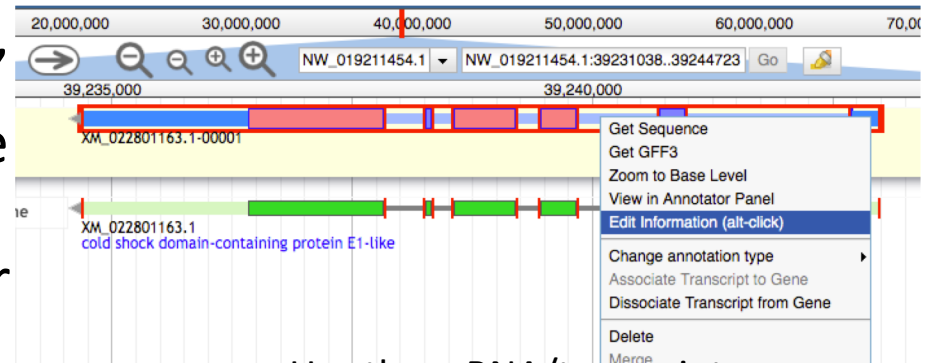 20,000,000 30,000,000 40,000,000 50,000,000 60,000,000
NW_019211454.1 NW_019211454.1:39231038..39244723 Go
39,235,000 39,240,000
XM_022801163.1-00001
XM_022801163.1
cold shock domain-containing protein E1-like
Get Sequence
Get GFF3
Zoom to Base Level
View in Annotator Panel
Edit Information (alt-click)
Change annotation type
Associate Transcript to Gene
Dissociate Transcript from Gene
Delete
Merge